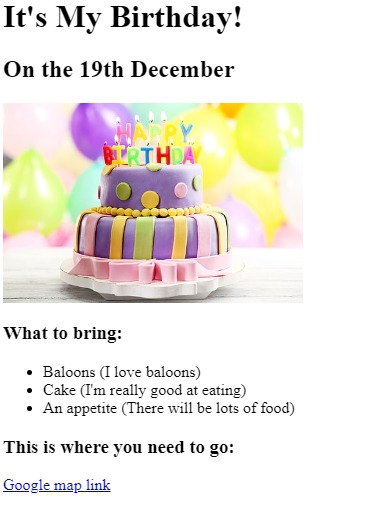 It's My Birthday!
On the 19th December
HAPPY
BIRTHDAY
What to bring:
Baloons (I love baloons)
Cake (I'm really good at eating)
An appetite (There will be lots of food)
This is where you need to go:
Google map link